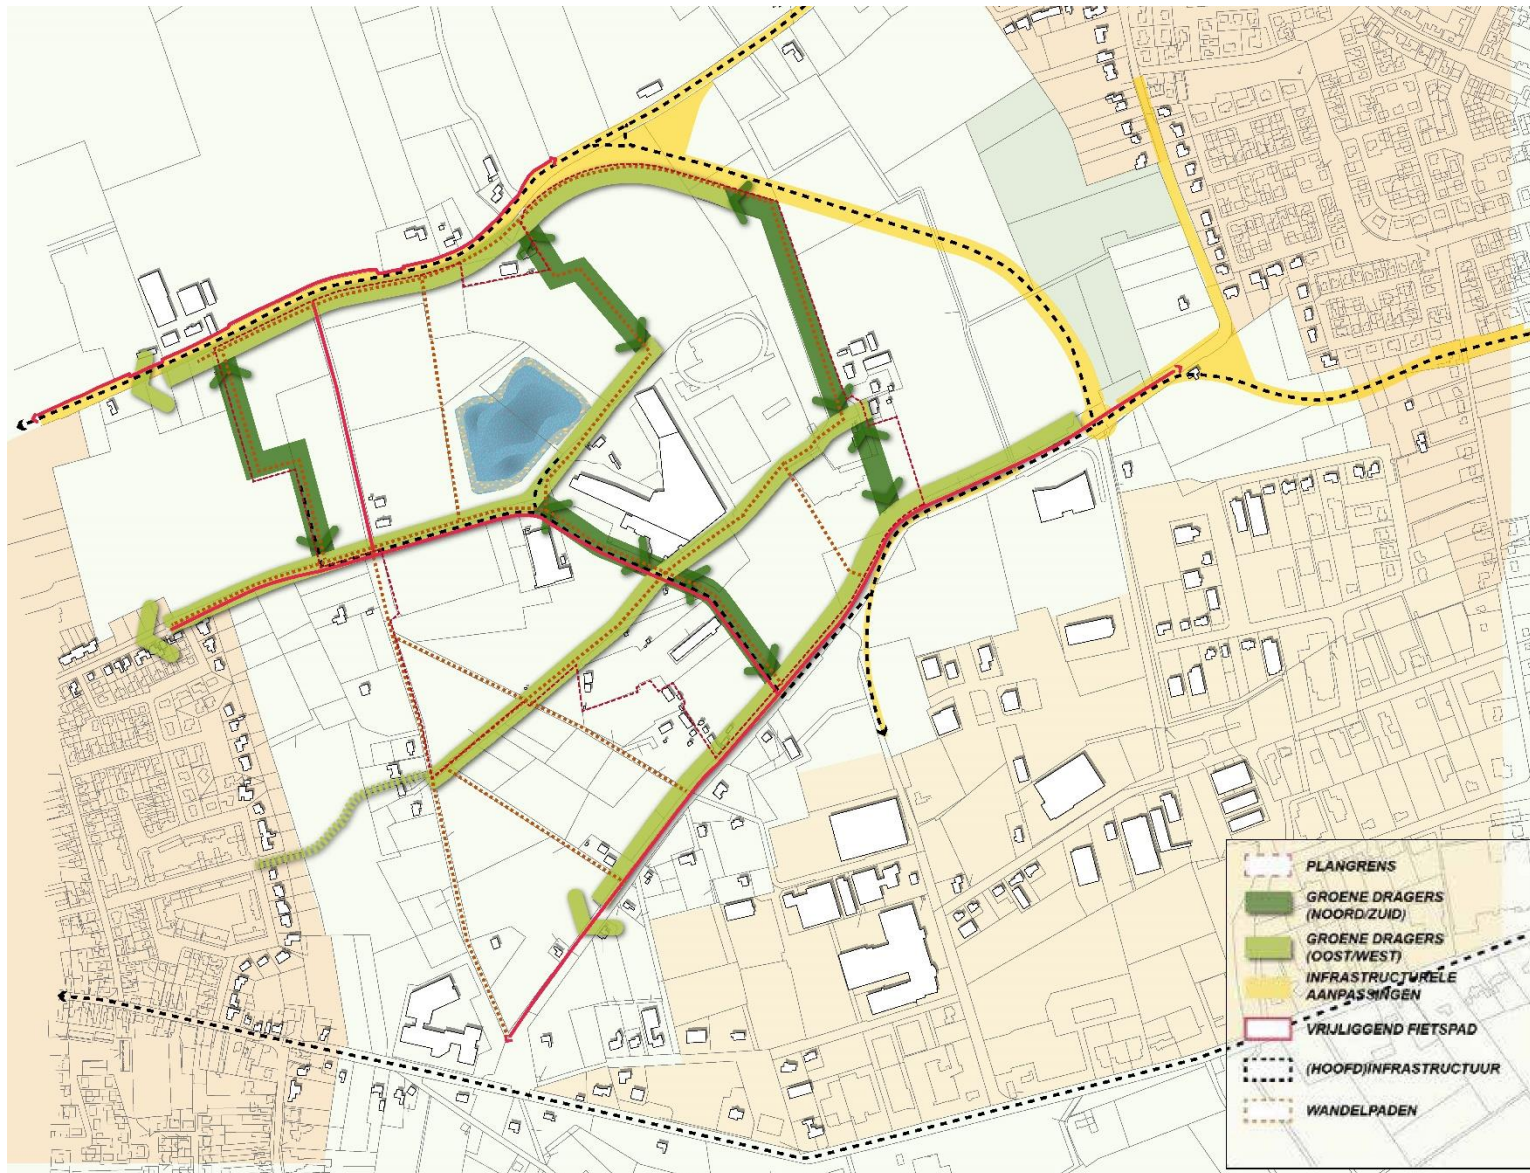 PLANGRENS
GROENE DRAGERS
(NOORD/ZUID)
GROENE DRAGERS
(OOST/WEST)
INFRASTRUCTURELE
AANPASSINGEN
VRIJLIGGEND FIETSPAD
(HOOFD)INFRASTRUCTUUR
WANDELPADEN